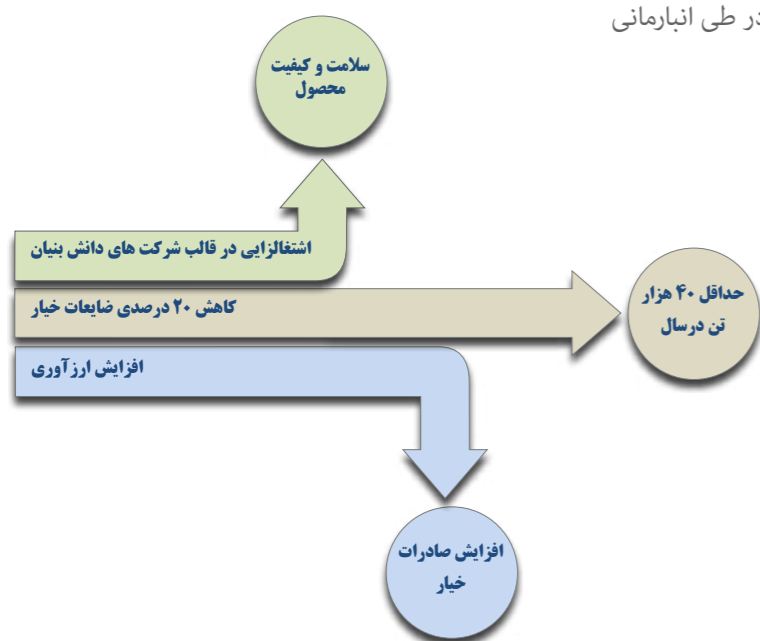 در طی انبارمانی
سلامت و کیفیت
محصول
اشتغالزایی در قالب شرکت های دانش بنیان
کاهش ۲۰ درصدی ضایعات خیار
حداقل ۴۰ هزار
تن درسال
افزایش ارزآوری
افزایش صادرات
خیار